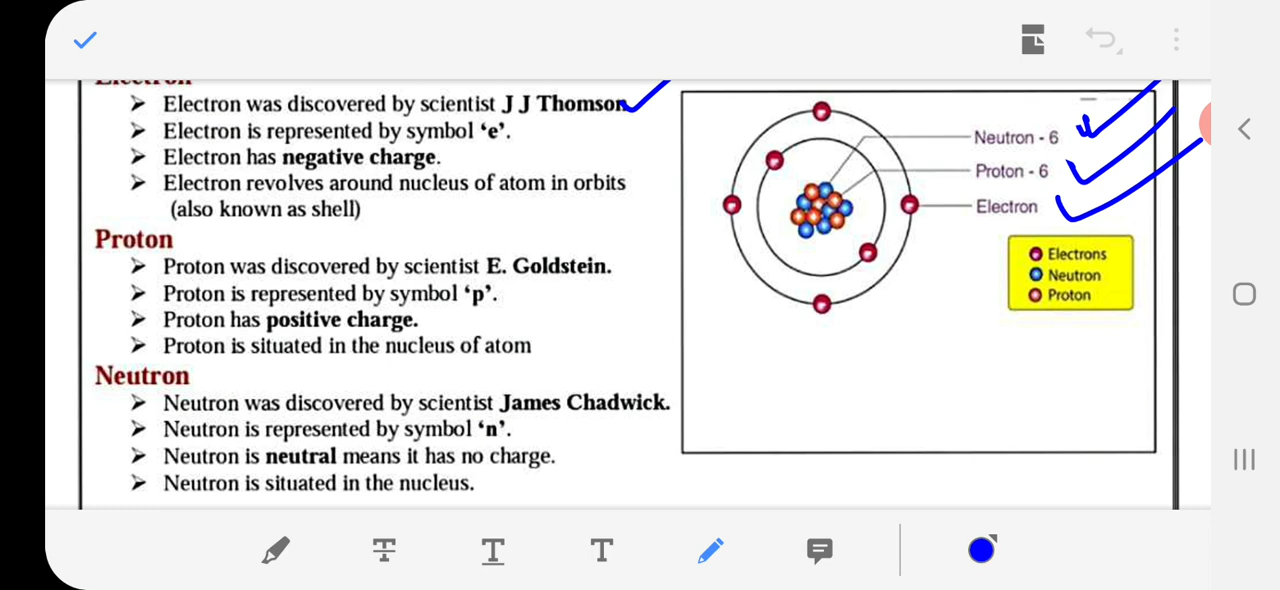 Electron
➢ Electron was discovered by scientist J J Thomson
➢ Electron is represented by symbol ‘e’.
➢ Electron has negative charge.
➢ Electron revolves around nucleus of atom in orbits
(also known as shell)
Proton
➢ Proton was discovered by scientist E. Goldstein.
➢ Proton is represented by symbol ‘p’.
➢ Proton has positive charge.
➢ Proton is situated in the nucleus of atom
Neutron
➢ Neutron was discovered by scientist James Chadwick.
➢ Neutron is represented by symbol ‘n’.
➢ Neutron is neutral means it has no charge.
➢ Neutron is situated in the nucleus.
Neutron - 6
Proton - 6
Electron
Electrons
Neutron
Proton
T T T